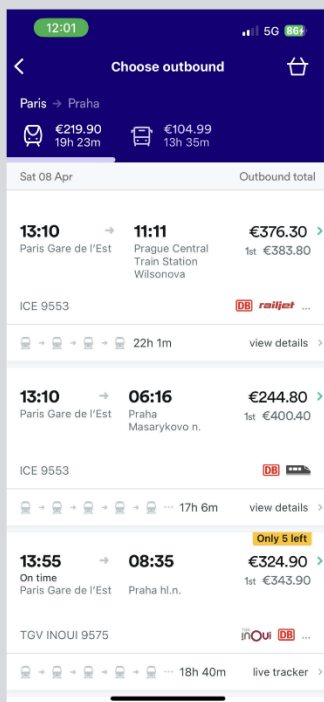 12:01
5G 86
Choose outbound
Paris → Praha
€219.90
19h 23m
€104.99
13h 35m
Sat 08 Apr
Outbound total
13:10 → 11:11 €376.30
Paris Gare de l'Est
Prague Central
Train Station
Wilsonova
1st €383.80
ICE 9553
DB railjet ...
22h 1m
view details
13:10 → 06:16 €244.80
Paris Gare de l'Est
Praha
Masarykovo n.
1st €400.40
ICE 9553
DB
··· 17h 6m
view details
Only 5 left
13:55 → 08:35 €324.90
On time
Paris Gare de l'Est
Praha hl.n.
1st €343.90
TGV INOUI 9575
inOui DB ...
··· 18h 40m
live tracker